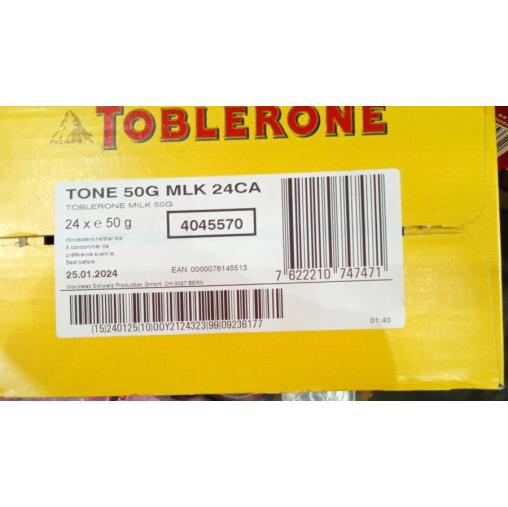 TOBLERONE
TONE 50G MLK 24CA
TOBLERONE MILK 50G
24 x e 50 g
4045570
Mindestens haltbar bis:
À consommer de
préférence avant le:
Best before:
25.01.2024
EAN 0000076145513
7 622210 747471
Mondelez Schweiz Production GmbH, CH-3027 BERN
(15)240125(10)OOY2124323(99)09236177
01:40